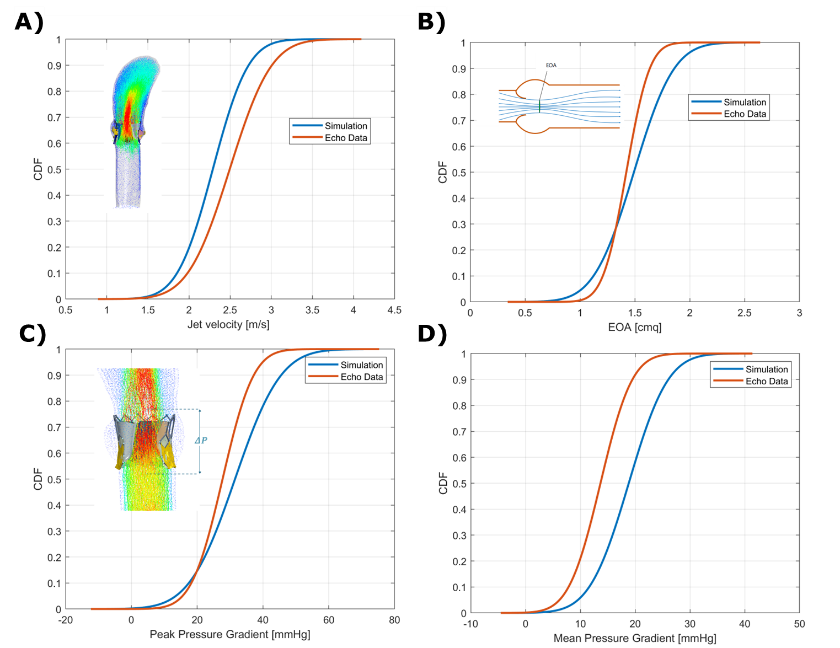 A)
CDF
1
0.9
0.8
0.7
0.6
0.5
0.4
0.3
0.2
0.1
0
0.5 1 1.5 2 2.5 3 3.5 4 4.5
Jet velocity [m/s]
Simulation
Echo Data
B)
CDF
1
0.9
0.8
0.7
0.6
0.5
0.4
0.3
0.2
0.1
0
0 0.5 1 1.5 2 2.5 3
EOA [cmq]
EOA
Simulation
Echo Data
C)
CDF
1
0.9
0.8
0.7
0.6
0.5
0.4
0.3
0.2
0.1
0
-20 0 20 40 60 80
Peak Pressure Gradient [mmHg]
ΔP
Simulation
Echo Data
D)
CDF
1
0.9
0.8
0.7
0.6
0.5
0.4
0.3
0.2
0.1
0
-10 0 10 20 30 40 50
Mean Pressure Gradient [mmHg]
Simulation
Echo Data